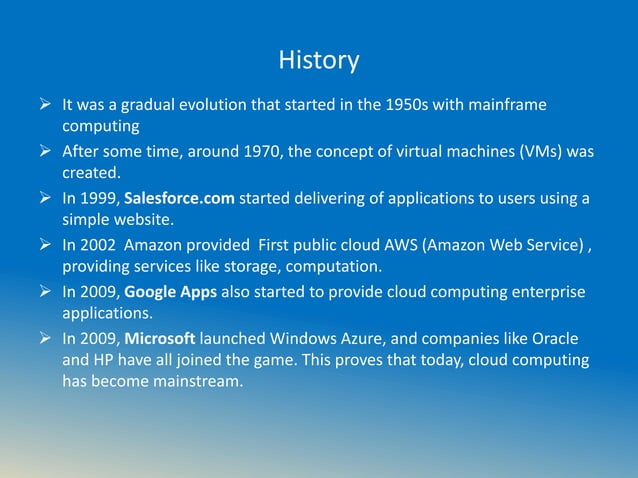 History
➢ It was a gradual evolution that started in the 1950s with mainframe
computing
➢ After some time, around 1970, the concept of virtual machines (VMs) was
created.
➢ In 1999, Salesforce.com started delivering of applications to users using a
simple website.
➢ In 2002  Amazon provided  First public cloud AWS (Amazon Web Service) ,
providing services like storage, computation.
➢ In 2009, Google Apps also started to provide cloud computing enterprise
applications.
➢ In 2009, Microsoft launched Windows Azure, and companies like Oracle
and HP have all joined the game. This proves that today, cloud computing
has become mainstream.